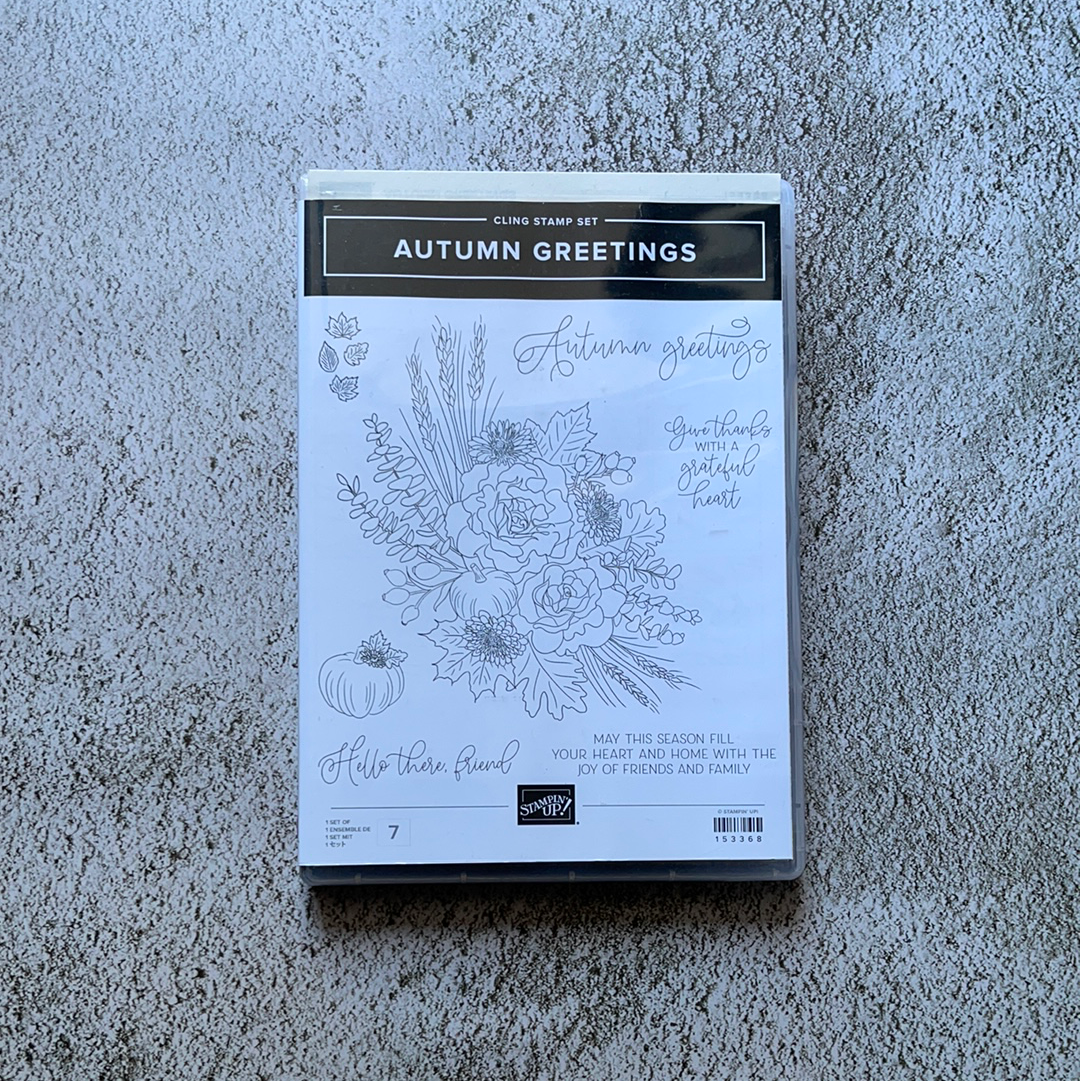 CLING STAMP SET
AUTUMN GREETINGS
Autumn greetings
Give thanks
WITH A
grateful
heart
Hello there, friend
MAY THIS SEASON FILL
YOUR HEART AND HOME WITH THE
JOY OF FRIENDS AND FAMILY
STAMPIN'
UP!
1 SET OF
1 ENSEMBLE DE
1 SET MIT
1 セット
7
© STAMPIN' UP!
153368